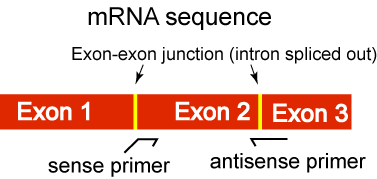 mRNA sequence
Exon-exon junction (intron spliced out)
Exon 1 Exon 2 Exon 3
sense primer antisense primer